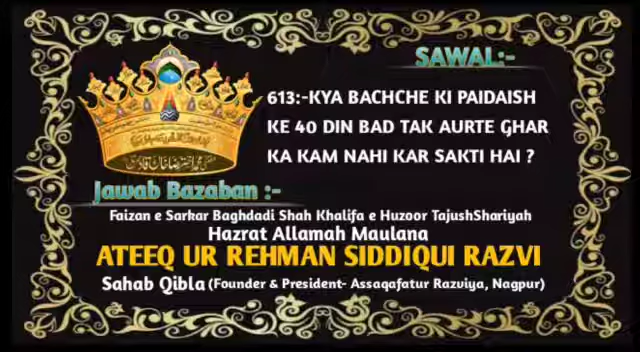 SAWAL:-
613:-KYA BACHCHE KI PAIDAISH
KE 40 DIN BAD TAK AURTE GHAR
KA KAM NAHI KAR SAKTI HAI ?
Jawab Bazaban :-
Faizan e Sarkar Baghdadi Shah Khalifa e Huzoor TajushShariyah
Hazrat Allamah Maulana
ATEEQ UR REHMAN SIDDIQUI RAZVI
Sahab Qibla (Founder & President- Assaqafatur Razviya, Nagpur)